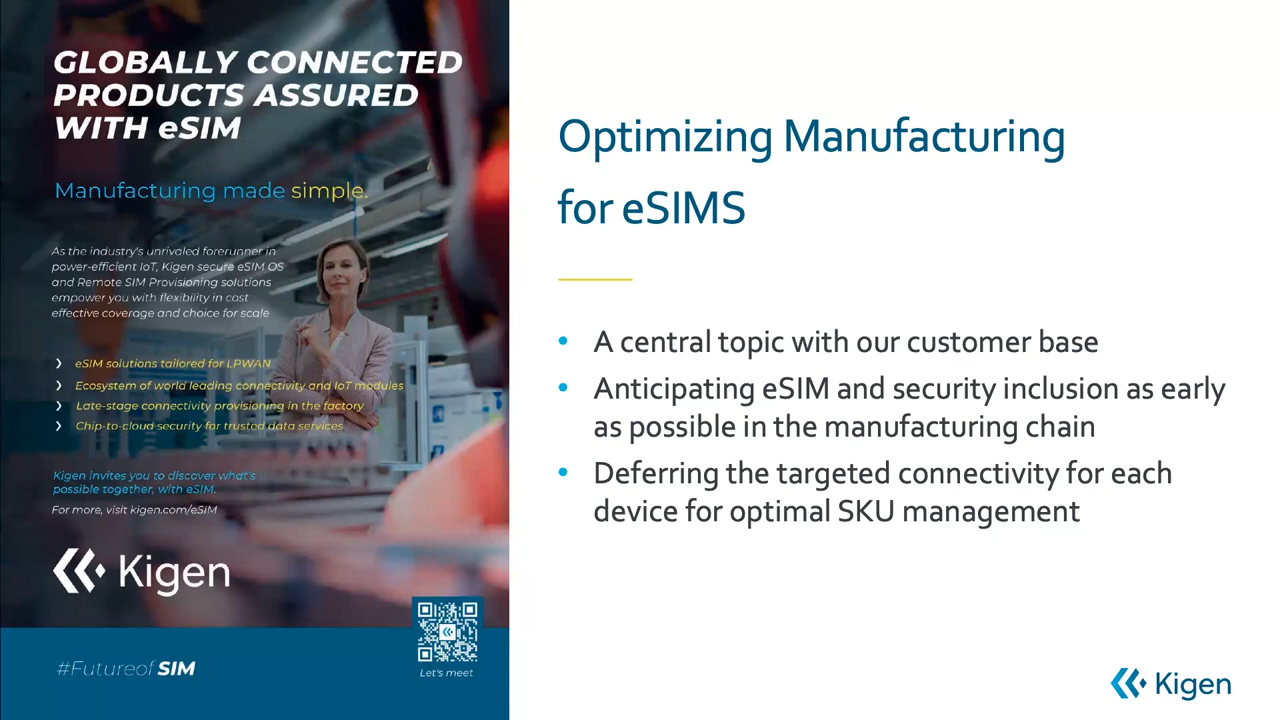 GLOBALLY CONNECTED
PRODUCTS ASSURED
WITH eSIM
Manufacturing made simple.
As the industry's unrivaled forerunner in
power-efficient IoT, Kigen secure eSIM OS
and Remote SIM Provisioning solutions
empower you with flexibility in cost
effective coverage and choice for scale
❯ eSIM solutions tailored for LPWAN
❯ Ecosystem of world leading connectivity and IoT modules
❯ Late-stage connectivity provisioning in the factory
❯ Chip-to-cloud security for trusted data services
Kigen invites you to discover what's
possible together, with eSIM.
For more, visit kigen.com/eSIM
Kigen
#FutureofSIM
Let's meet
Optimizing Manufacturing
for eSIMS
• A central topic with our customer base
• Anticipating eSIM and security inclusion as early
as possible in the manufacturing chain
• Deferring the targeted connectivity for each
device for optimal SKU management
Kigen